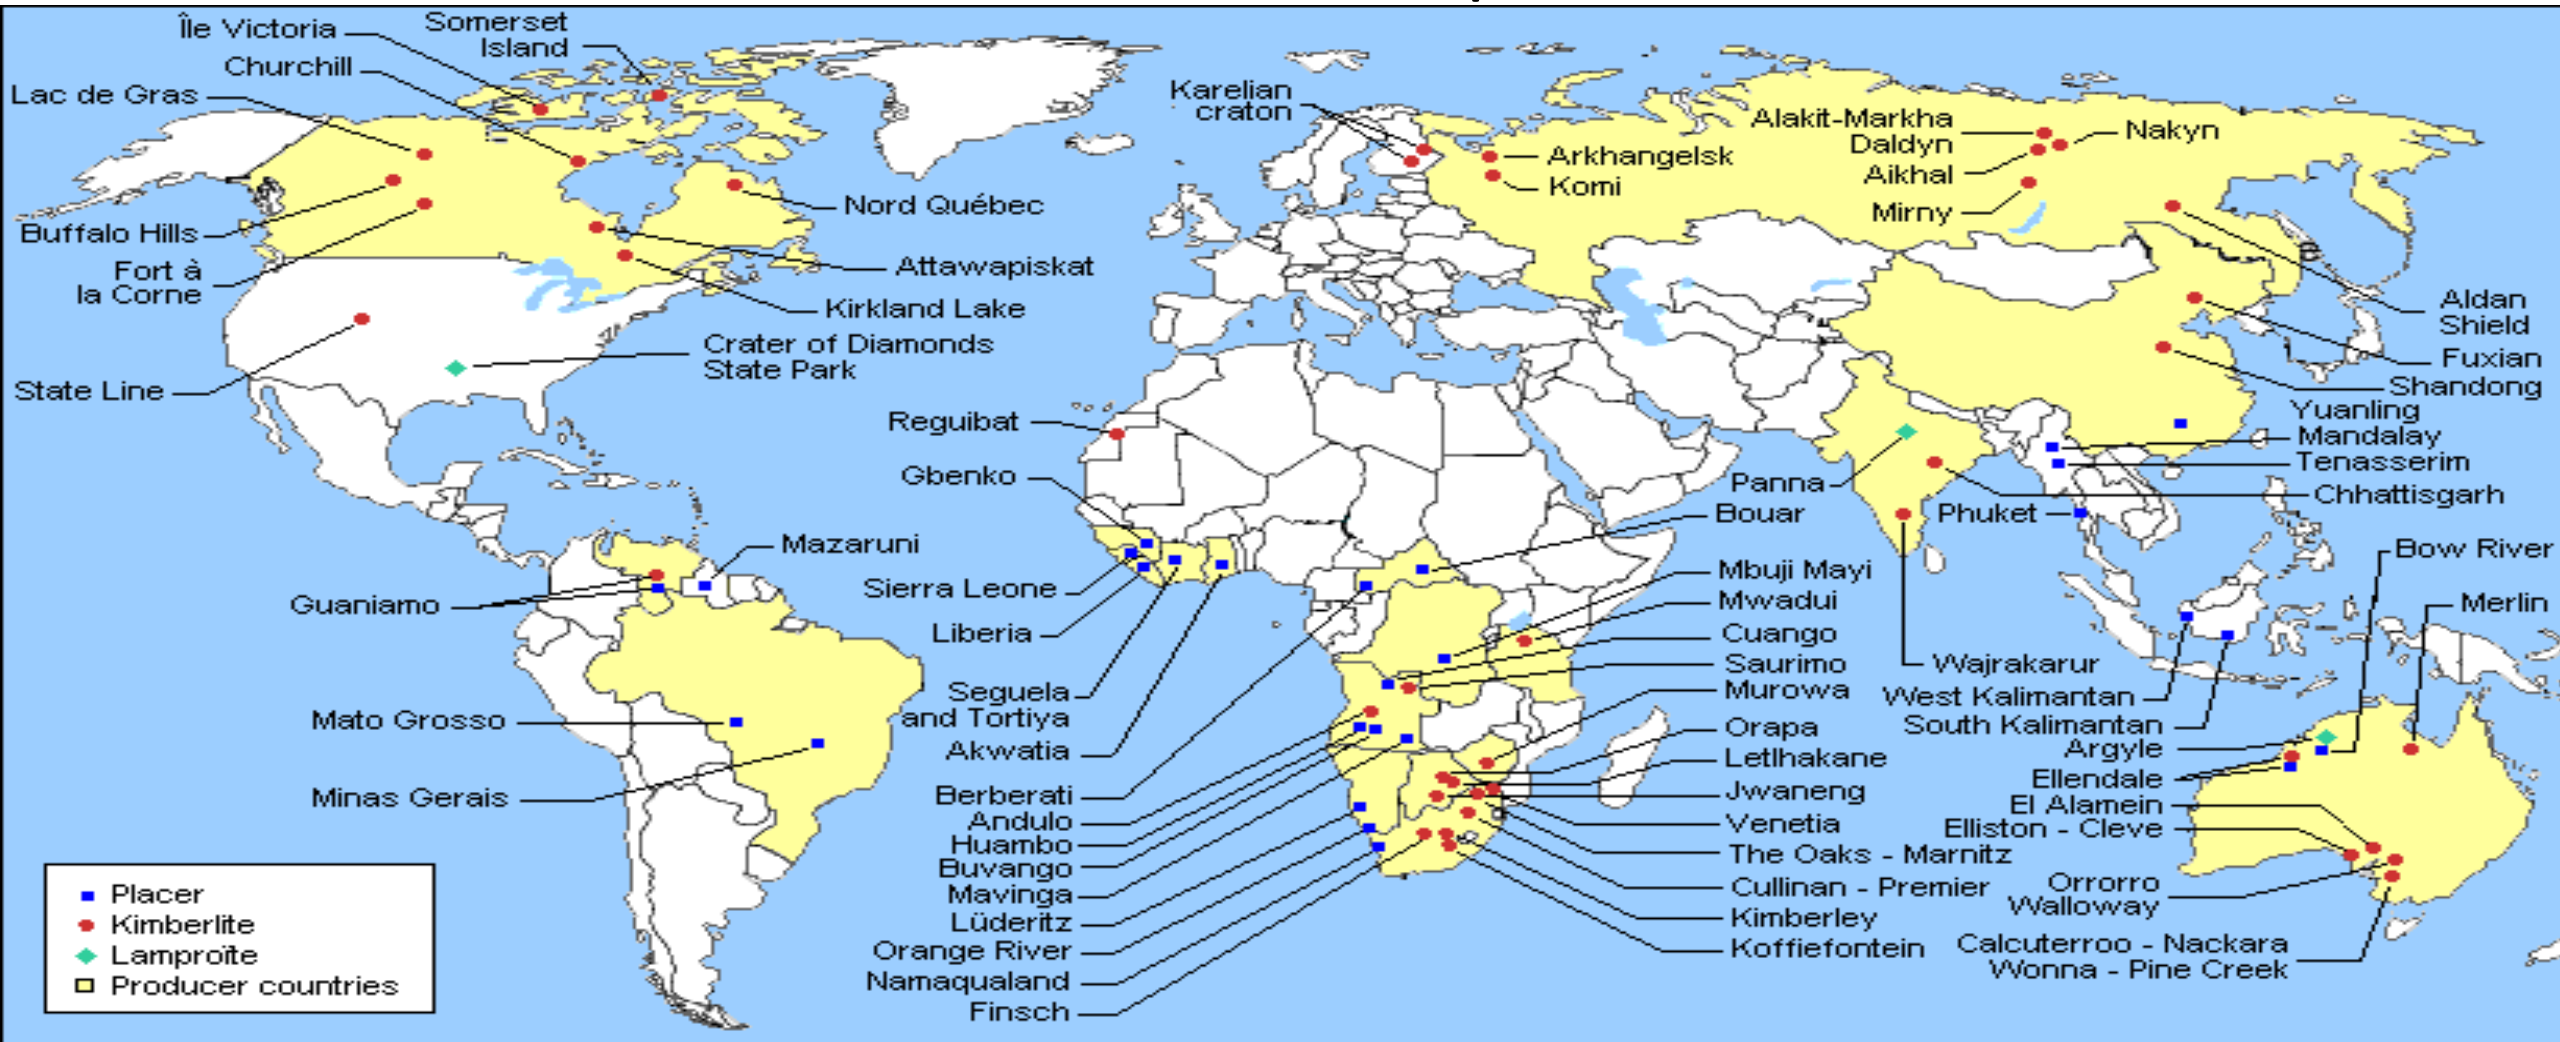 Île Victoria
Somerset
Island
Churchill
Lac de Gras
Buffalo Hills
Fort à
la Corne
State Line
Nord Québec
Attawapiskat
Kirkland Lake
Crater of Diamonds
State Park
Karelian
craton
Arkhangelsk
Komi
Alakit-Markha
Daldyn
Aikhal
Mirny
Nakyn
Aldan
Shield
Fuxian
Shandong
Yuanling
Mandalay
Tenasserim
Chhattisgarh
Panna
Phuket
Wajrakarur
West Kalimantan
South Kalimantan
Reguibat
Gbenko
Sierra Leone
Liberia
Seguela
and Tortiya
Akwatia
Berberati
Andulo
Huambo
Buvango
Mavinga
Lüderitz
Orange River
Namaqualand
Finsch
Mazaruni
Guaniamo
Mato Grosso
Minas Gerais
Bouar
Mbuji Mayi
Mwadui
Cuango
Saurimo
Murowa
Orapa
Letlhakane
Jwaneng
Venetia
The Oaks - Marnitz
Cullinan - Premier
Kimberley
Koffiefontein
Bow River
Merlin
Argyle
Ellendale
El Alamein
Elliston - Cleve
Orrorro
Walloway
Calcuterroo - Nackara
Wonna - Pine Creek
Placer
Kimberlite
Lamproïte
Producer countries